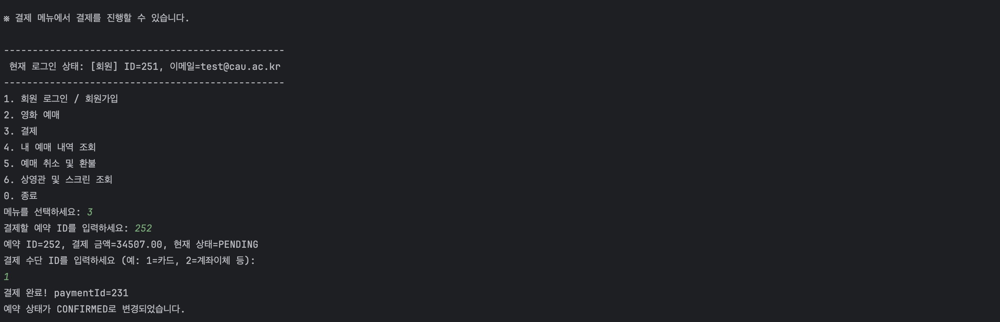 ※ 결제 메뉴에서 결제를 진행할 수 있습니다.
-------------------------------------------------
현재 로그인 상태: [회원] ID=251, 이메일=test@cau.ac.kr
-------------------------------------------------
1. 회원 로그인 / 회원가입
2. 영화 예매
3. 결제
4. 내 예매 내역 조회
5. 예매 취소 및 환불
6. 상영관 및 스크린 조회
0. 종료
메뉴를 선택하세요: 3
결제할 예약 ID를 입력하세요: 252
예약 ID=252, 결제 금액=34507.00, 현재 상태=PENDING
결제 수단 ID를 입력하세요 (예: 1=카드, 2=계좌이체 등):
1
결제 완료! paymentId=231
예약 상태가 CONFIRMED로 변경되었습니다.